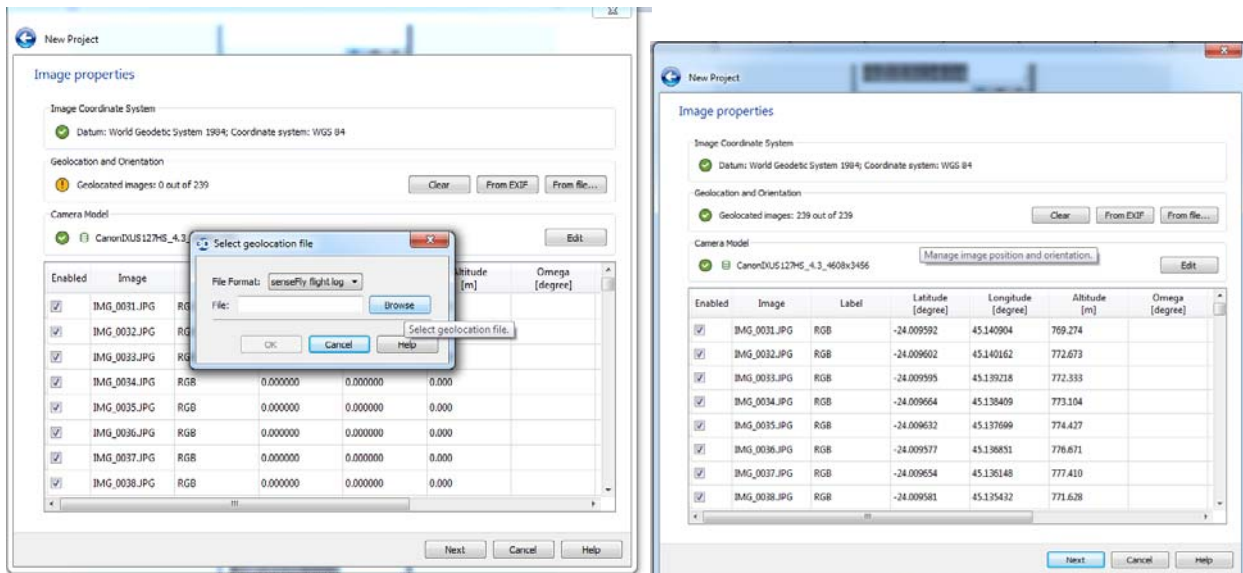 New Project
Image properties
Image Coordinate System
Datum: World Geodetic System 1984; Coordinate system: WGS 84
Geolocation and Orientation
Geolocated images: 0 out of 239
Clear From EXIF From file...
Camera Model
CanonIXUS127HS_4.3_
Edit
Select geolocation file
File Format: senseFly flight log
File: Browse
Select geolocation file.
OK Cancel Help
Enabled Image ltitude [m] Omega [degree]
IMG_0031.JPG RG
IMG_0032.JPG RG
IMG_0033.JPG RG
IMG_0034.JPG RGB 0.000000 0.000000 0.000
IMG_0035.JPG RGB 0.000000 0.000000 0.000
IMG_0036.JPG RGB 0.000000 0.000000 0.000
IMG_0037.JPG RGB 0.000000 0.000000 0.000
IMG_0038.JPG RGB 0.000000 0.000000 0.000
Next Cancel Help
New Project
Image properties
Image Coordinate System
Datum: World Geodetic System 1984; Coordinate system: WGS 84
Geolocation and Orientation
Geolocated images: 239 out of 239
Clear From EXIF From file...
Camera Model
Manage image position and orientation.
CanonIXUS127HS_4.3_4608x3456
Edit
Enabled Image Label Latitude [degree] Longitude [degree] Altitude [m] Omega [degree]
IMG_0031.JPG RGB -24.009592 45.140904 769.274
IMG_0032.JPG RGB -24.009602 45.140162 772.673
IMG_0033.JPG RGB -24.009595 45.139218 772.333
IMG_0034.JPG RGB -24.009664 45.138409 773.104
IMG_0035.JPG RGB -24.009632 45.137699 774.427
IMG_0036.JPG RGB -24.009577 45.136851 776.671
IMG_0037.JPG RGB -24.009654 45.136148 777.410
IMG_0038.JPG RGB -24.009581 45.135432 771.628
Next Cancel Help